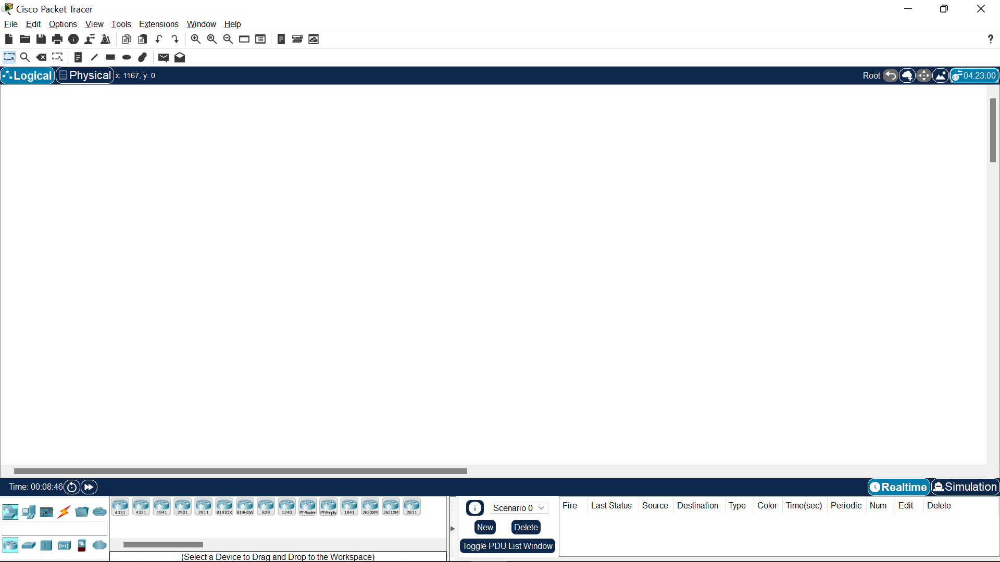 Cisco Packet Tracer
File Edit Options View Tools Extensions Window Help
?
Logical Physical x: 1167, y: 0 Root 04:23:00
Time: 00:08:46 Realtime Simulation
4331 4321 1941 2901 2911 819IOX 819HGW 829 1240 PT-Router PT-Empty 1841 2620XM 2621XM 2811
(Select a Device to Drag and Drop to the Workspace)
Scenario 0
New Delete
Toggle PDU List Window
Fire Last Status Source Destination Type Color Time(sec) Periodic Num Edit Delete